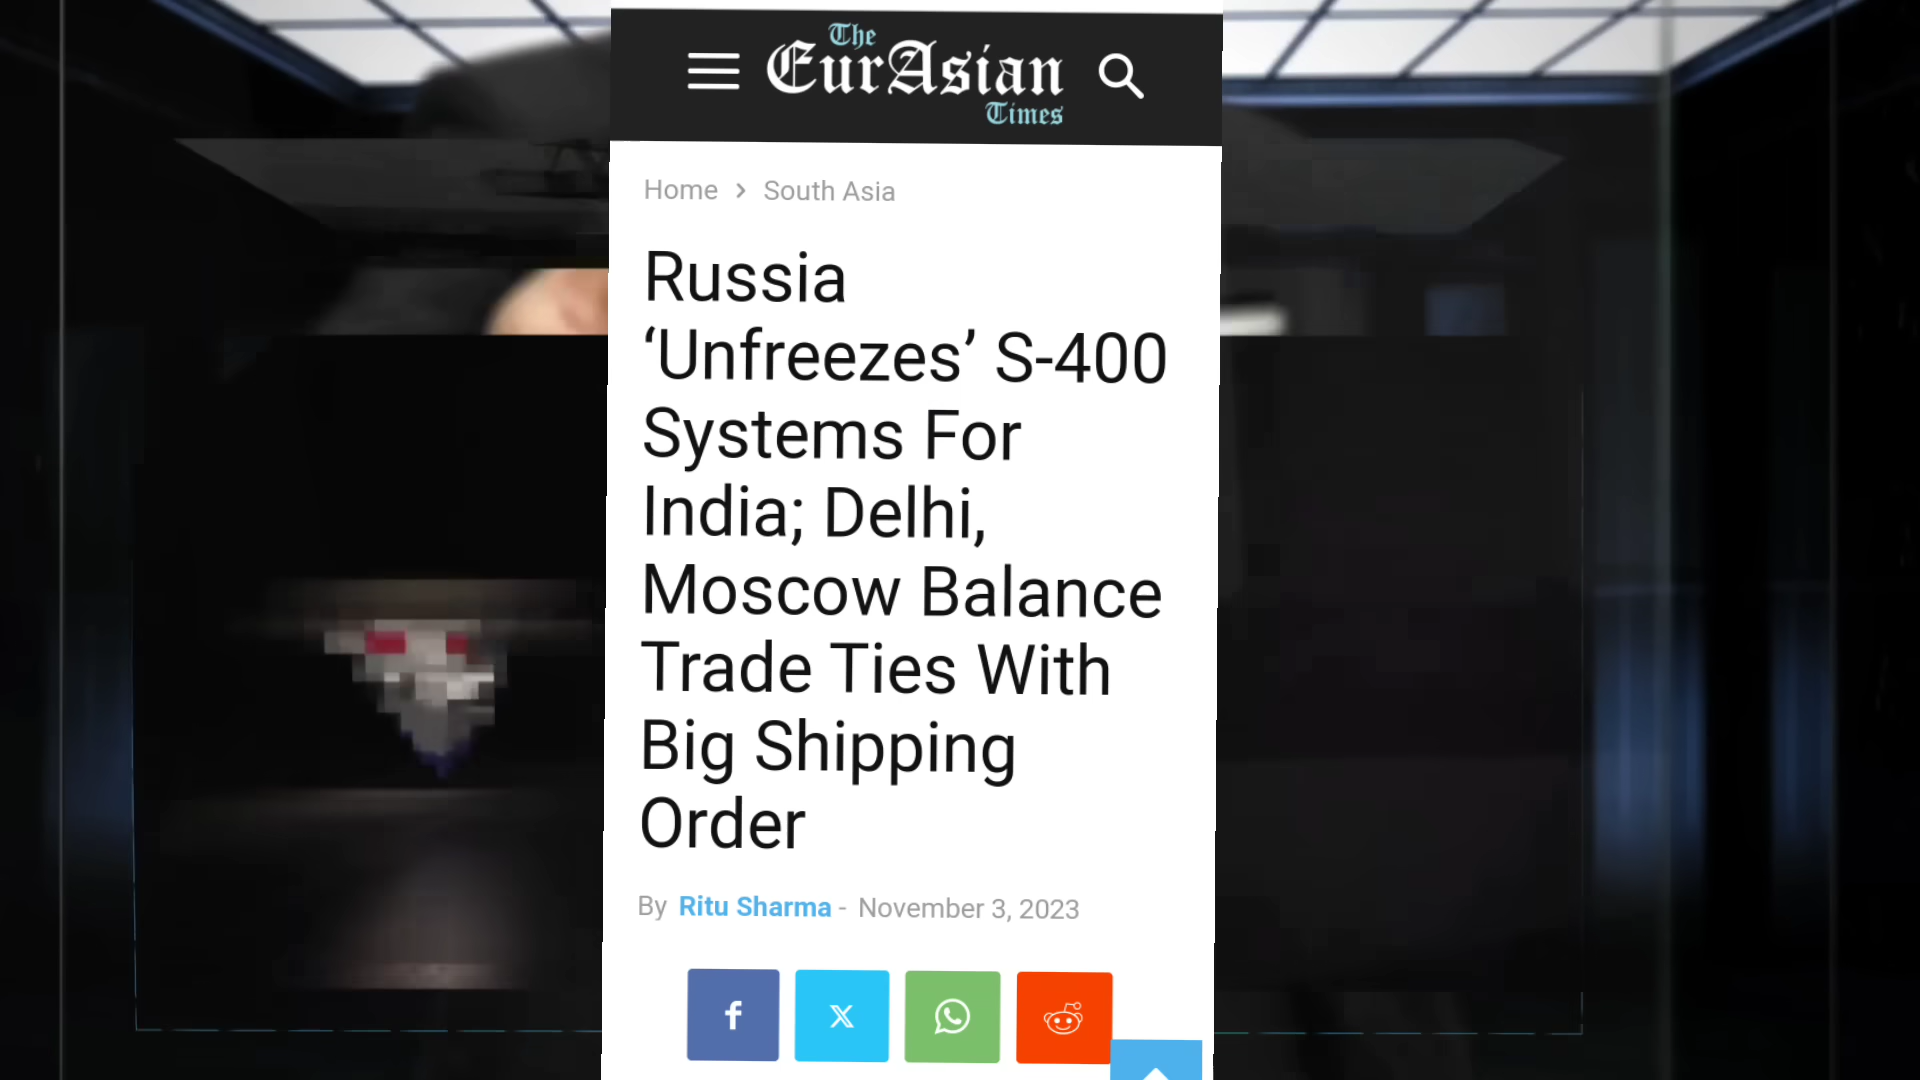 The
EurAsian
Times
Home > South Asia
Russia
‘Unfreezes’ S-400
Systems For
India; Delhi,
Moscow Balance
Trade Ties With
Big Shipping
Order
By Ritu Sharma - November 3, 2023